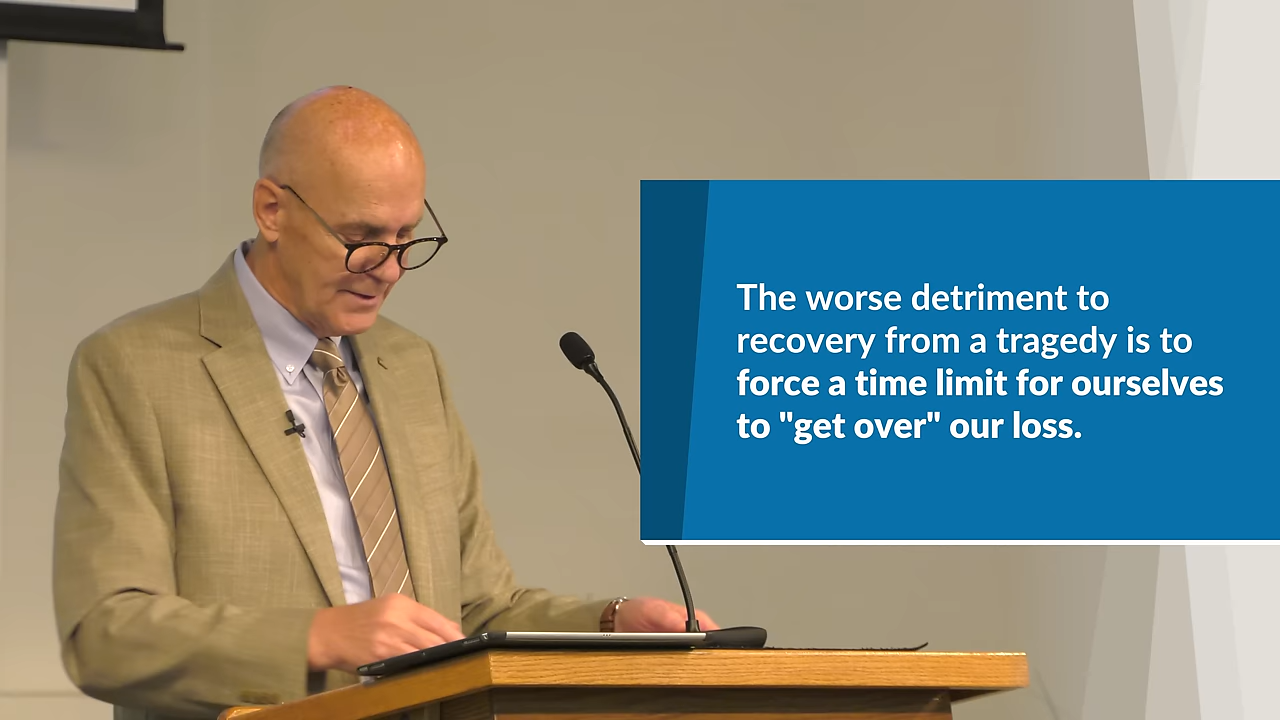 The worse detriment to
recovery from a tragedy is to
force a time limit for ourselves
to "get over" our loss.